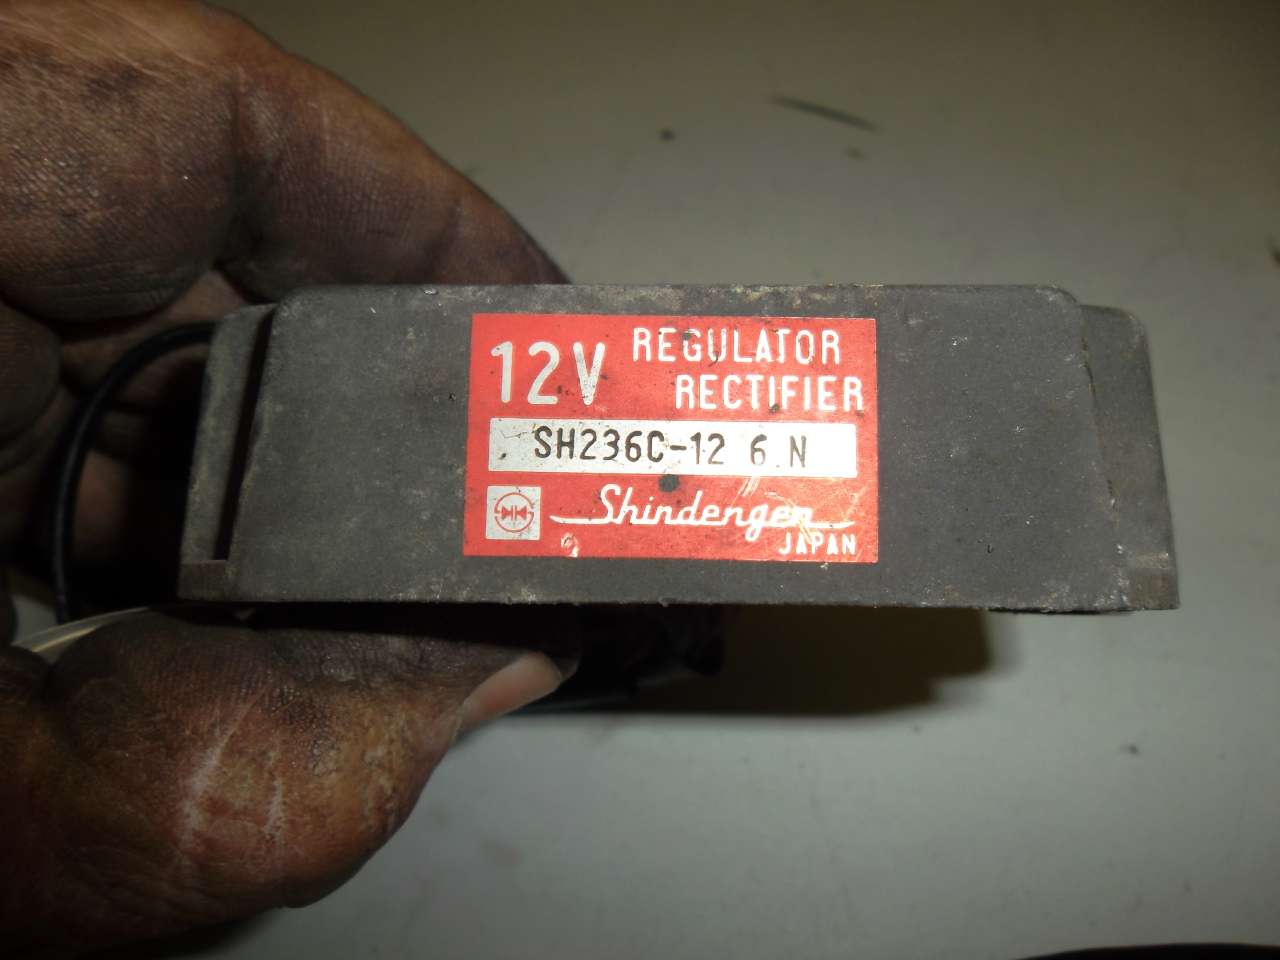 12V REGULATOR
RECTIFIER
SH236C-12 6 N
Shindengen
JAPAN